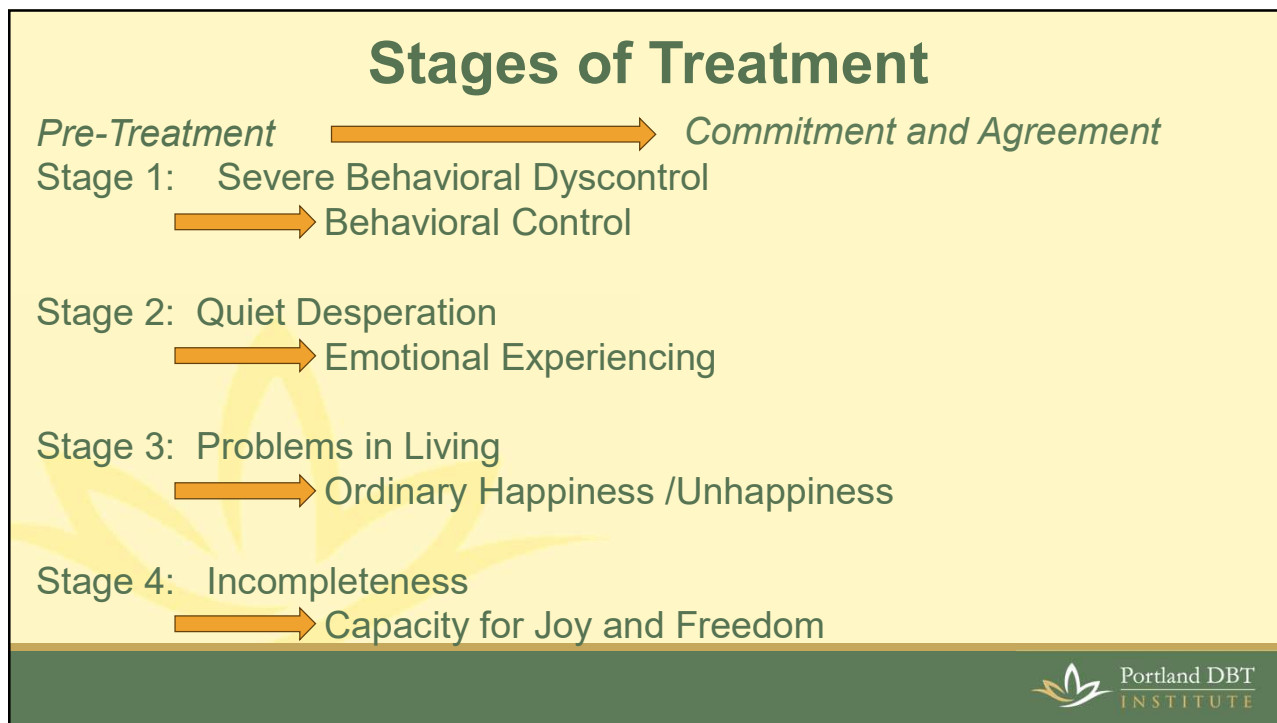 Stages of Treatment
Pre-Treatment Commitment and Agreement
Stage 1: Severe Behavioral Dyscontrol
Behavioral Control
Stage 2: Quiet Desperation
Emotional Experiencing
Stage 3: Problems in Living
Ordinary Happiness /Unhappiness
Stage 4: Incompleteness
Capacity for Joy and Freedom
Portland DBT
INSTITUTE